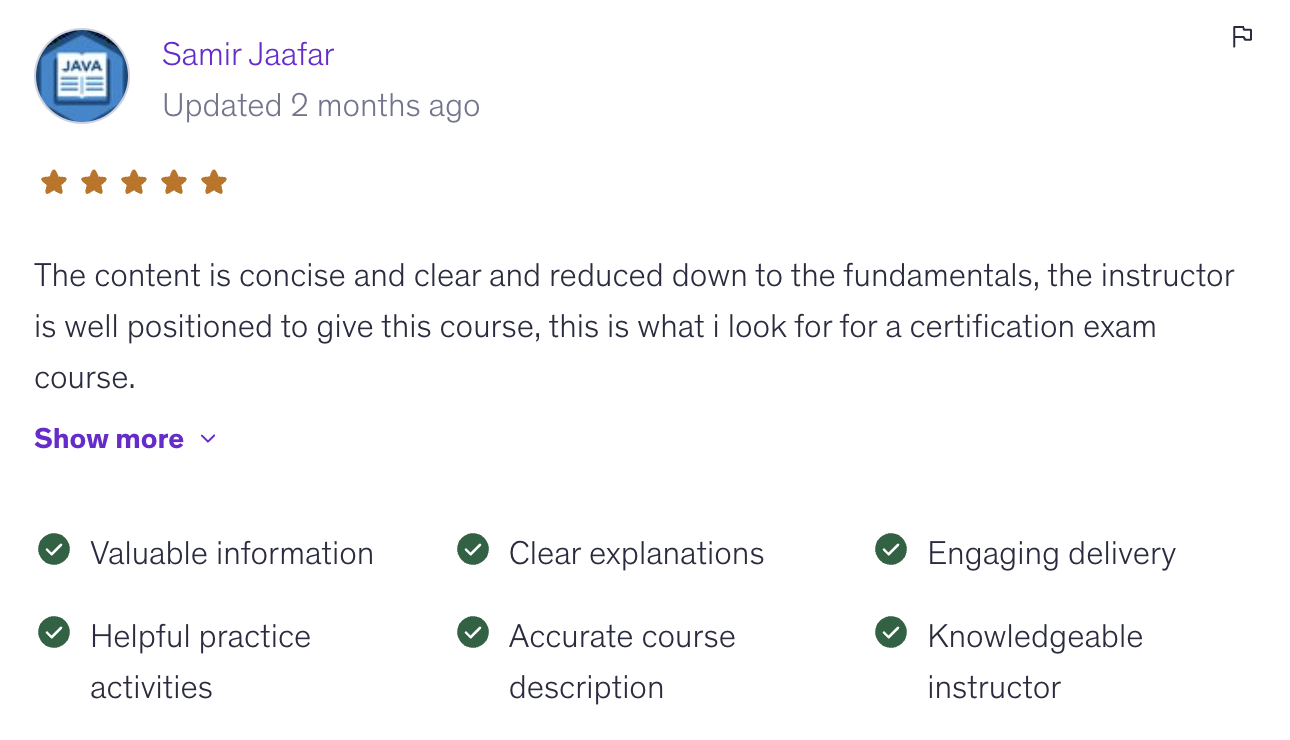 JAVA
Samir Jaafar
Updated 2 months ago
The content is concise and clear and reduced down to the fundamentals, the instructor
is well positioned to give this course, this is what i look for for a certification exam
course.
Show more
Valuable information
Clear explanations
Engaging delivery
Helpful practice
activities
Accurate course
description
Knowledgeable
instructor